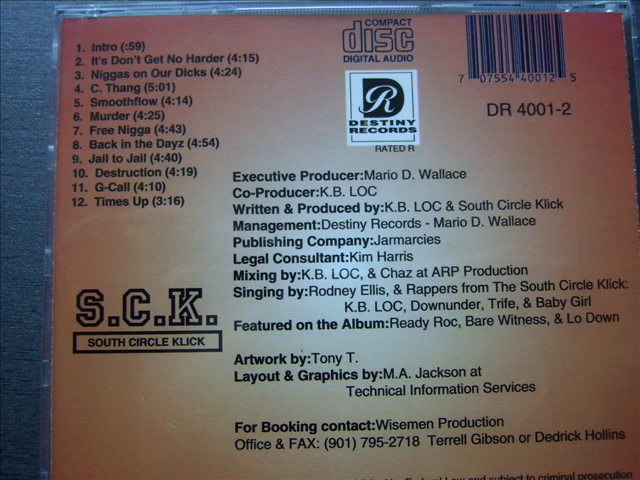 1. Intro (:59)
2. It's Don't Get No Harder (4:15)
3. Niggas on Our Dicks (4:24)
4. C. Thang (5:01)
5. Smoothflow (4:14)
6. Murder (4:25)
7. Free Nigga (4:43)
8. Back in the Dayz (4:54)
9. Jail to Jail (4:40)
10. Destruction (4:19)
11. G-Call (4:10)
12. Times Up (3:16)
COMPACT
disc
DIGITAL AUDIO
7 07554 40012 5
R
DESTINY
RECORDS
RATED R
DR 4001-2
Executive Producer:Mario D. Wallace
Co-Producer:K.B. LOC
Written & Produced by:K.B. LOC & South Circle Klick
Management:Destiny Records - Mario D. Wallace
Publishing Company:Jarmarcies
Legal Consultant:Kim Harris
Mixing by:K.B. LOC, & Chaz at ARP Production
Singing by:Rodney Ellis, & Rappers from The South Circle Klick:
K.B. LOC, Downunder, Trife, & Baby Girl
Featured on the Album:Ready Roc, Bare Witness, & Lo Down
S.C.K.
SOUTH CIRCLE KLICK
Artwork by:Tony T.
Layout & Graphics by:M.A. Jackson at
Technical Information Services
For Booking contact:Wisemen Production
Office & FAX: (901) 795-2718 Terrell Gibson or Dedrick Hollins
by Federal Law and subject to criminal prosecution